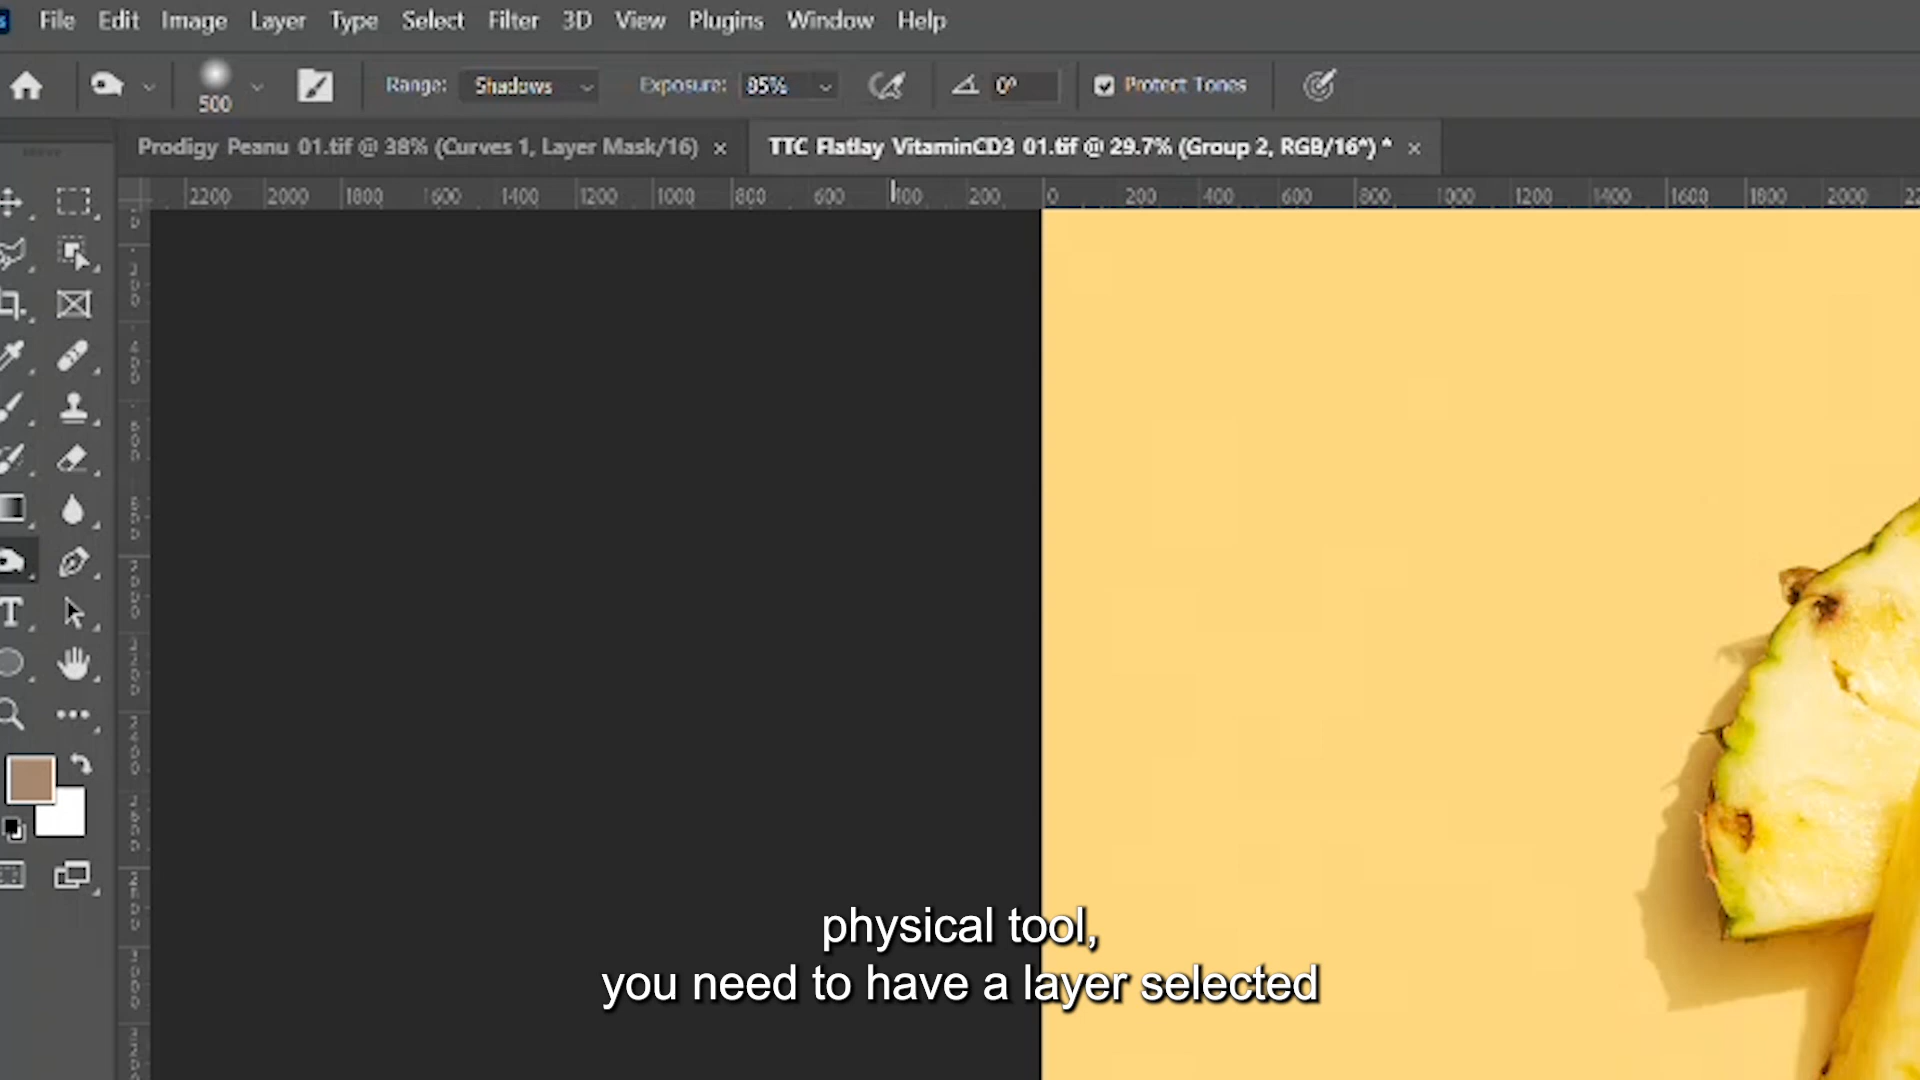 File Edit Image Layer Type Select Filter 3D View Plugins Window Help
500 Range: Shadows Exposure: 85% 0° Protect Tones
Prodigy Peanu 01.tif @ 38% (Curves 1, Layer Mask/16) × TTC Flatlay VitaminCD3 01.tif @ 29.7% (Group 2, RGB/16*) * ×
2200 2000 1800 1600 1400 1200 1000 800 600 400 200 0 200 400 600 800 1000 1200 1400 1600 1800 2000
physical tool,
you need to have a layer selected